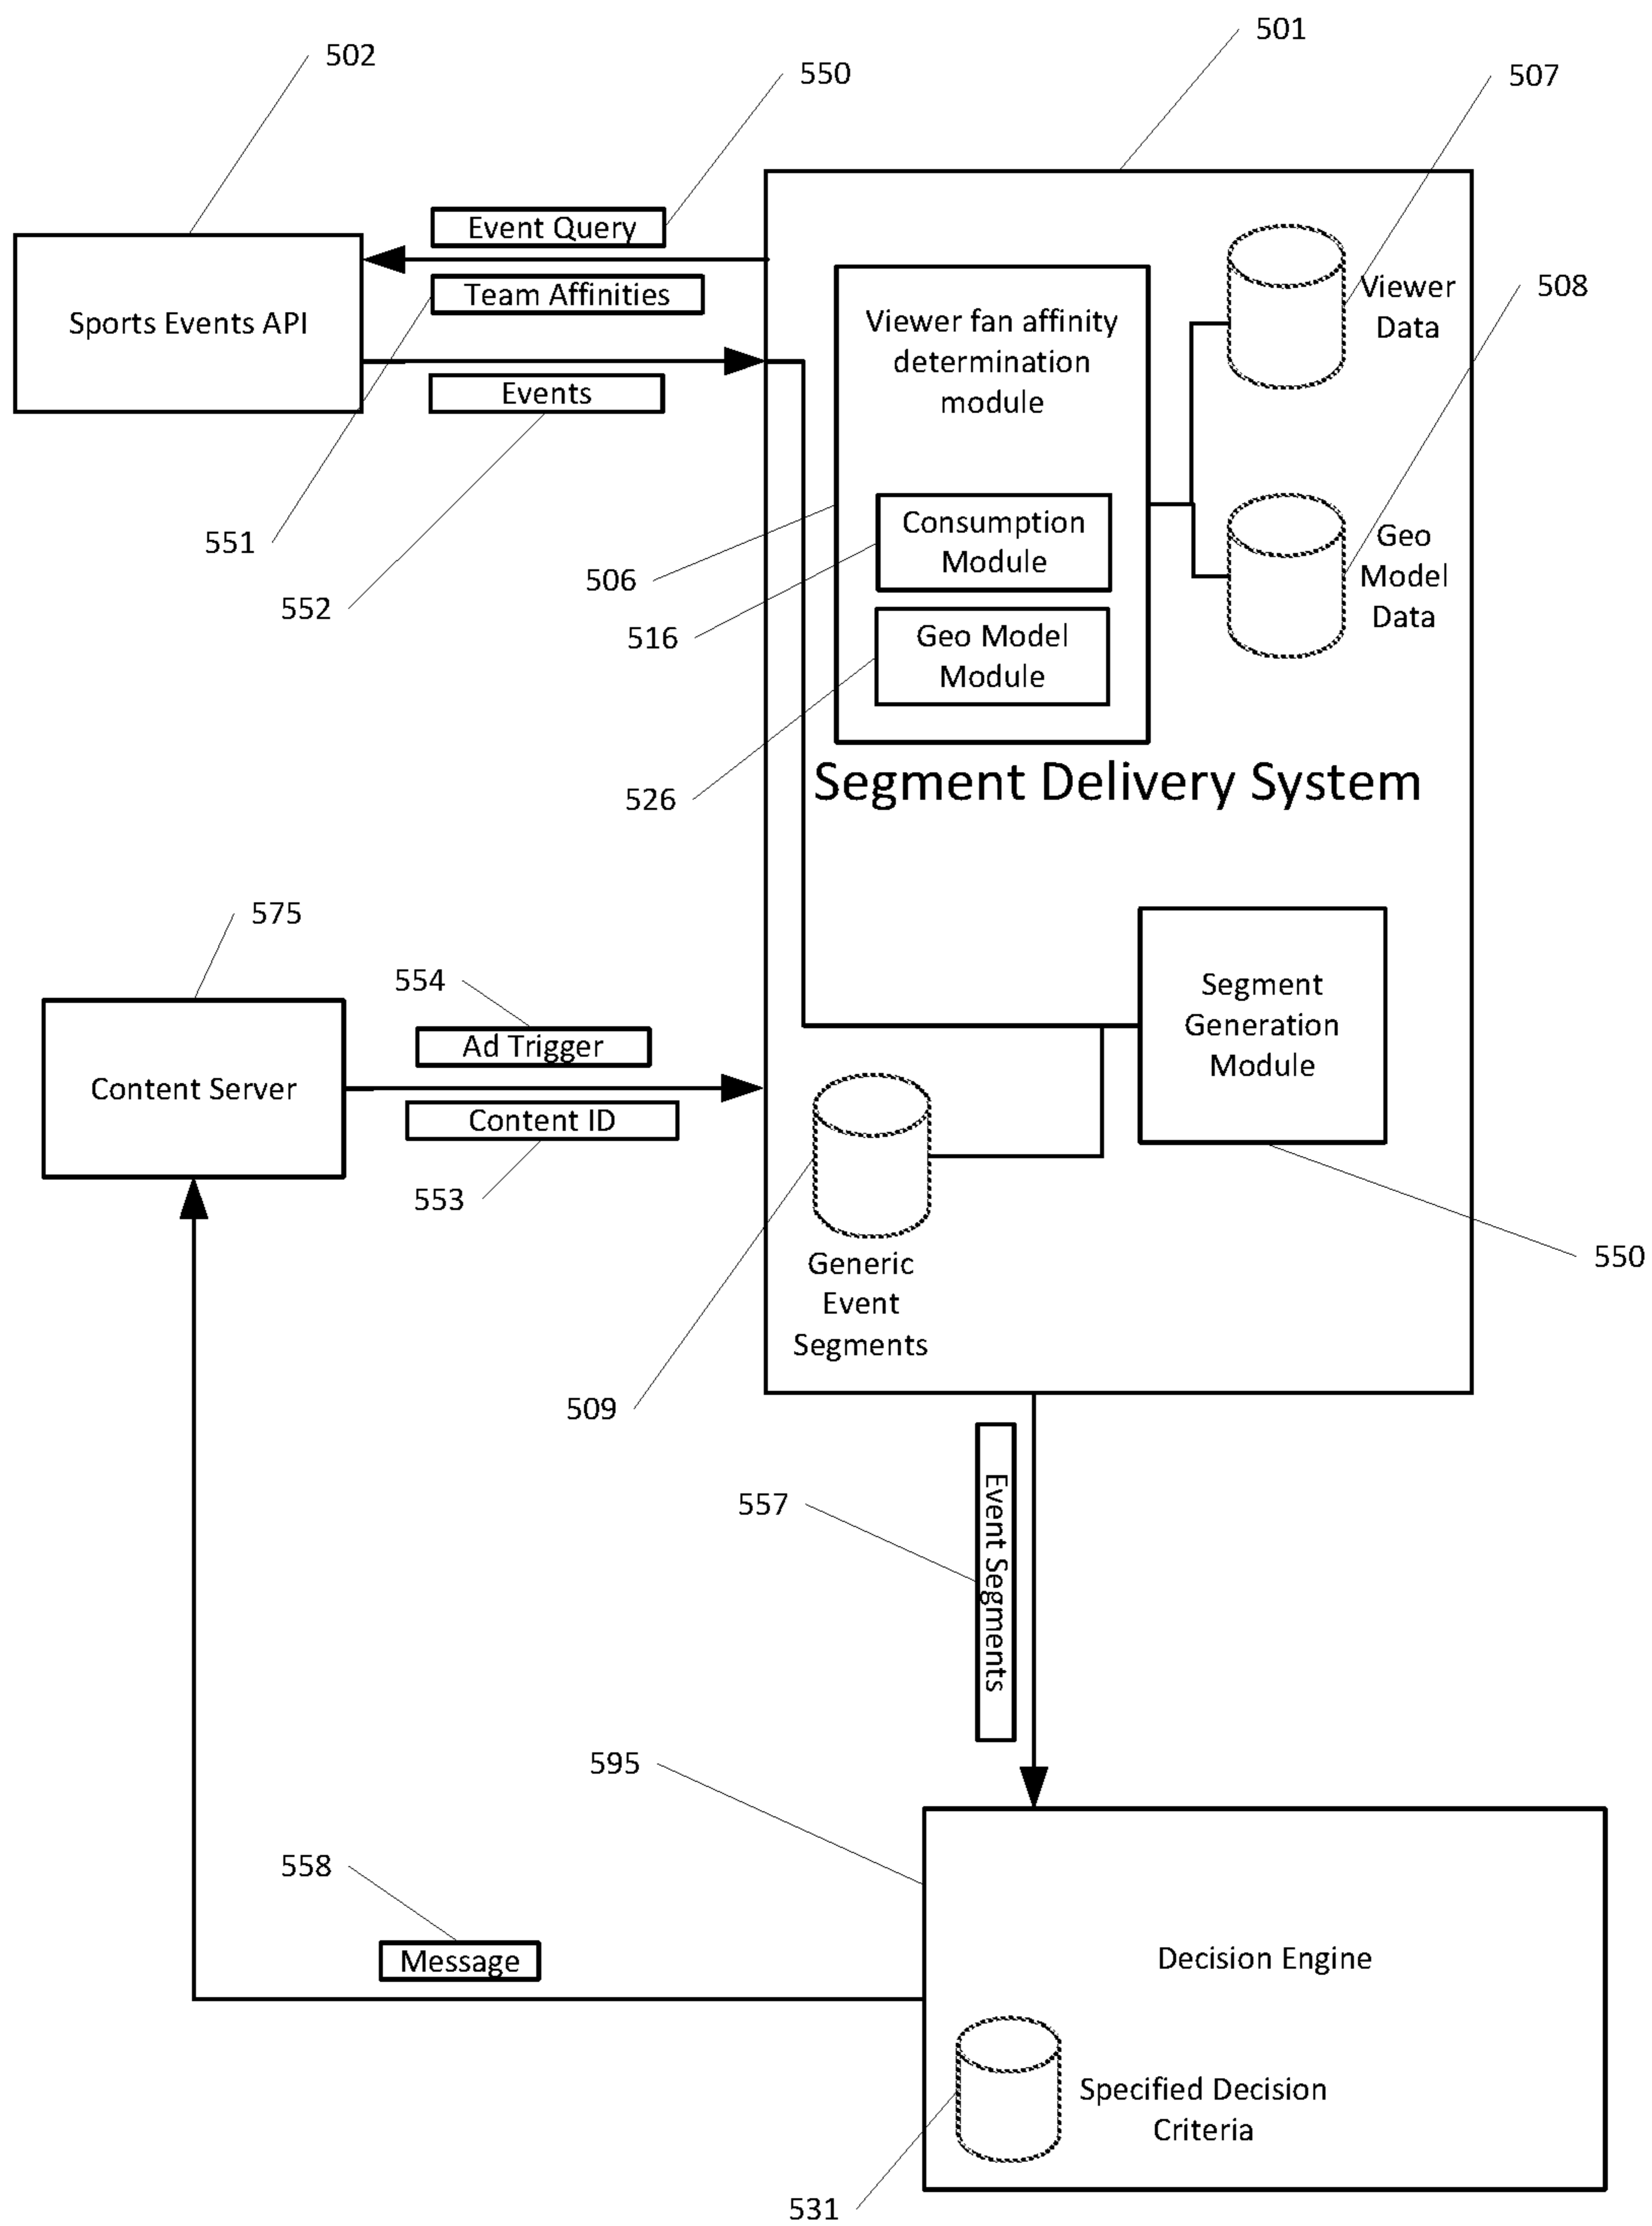 501
502
550
507
Event Query
Team Affinities
Sports Events API
Events
Viewer fan affinity
determination
module
Viewer
Data
508
551
552
506
516
526
Consumption
Module
Geo Model
Module
Geo
Model
Data
Segment Delivery System
575
554
Ad Trigger
Content Server
Content ID
553
Segment
Generation
Module
550
Generic
Event
Segments
509
557
Event Segments
595
558
Message
Decision Engine
Specified Decision
Criteria
531